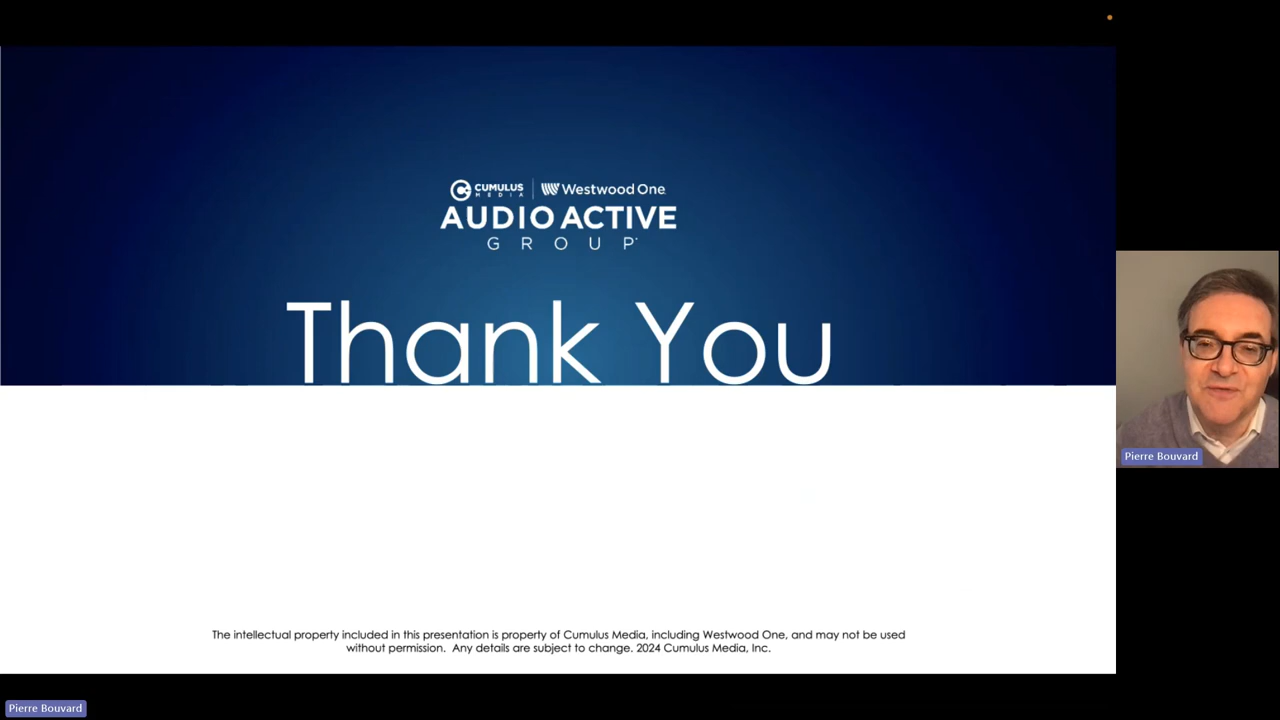 CUMULUS
MEDIA
Westwood One
AUDIO ACTIVE
GROUP
Thank You
Pierre Bouvard
The intellectual property included in this presentation is property of Cumulus Media, including Westwood One, and may not be used
without permission. Any details are subject to change. 2024 Cumulus Media, Inc.
Pierre Bouvard